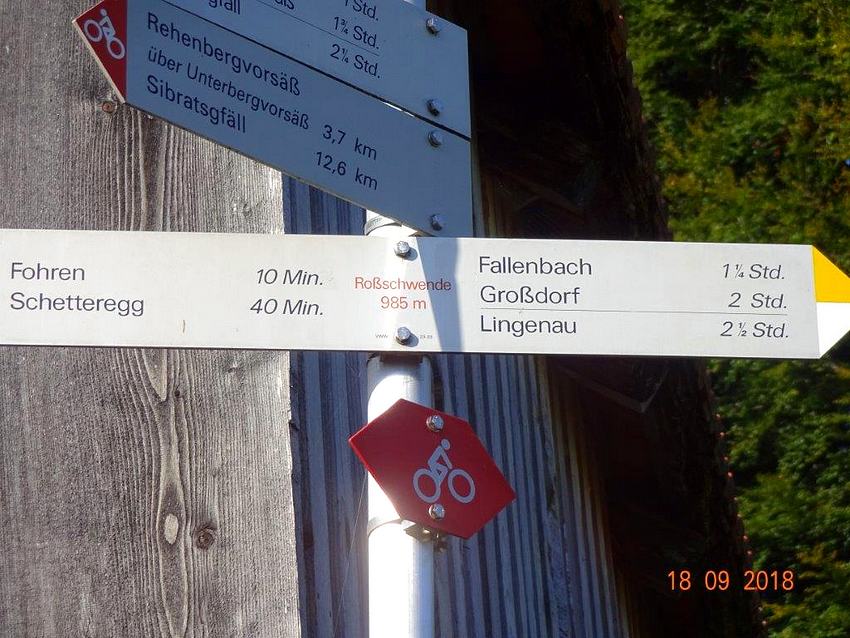 1 Std.
1¾ Std.
2¼ Std.
Rehenbergvorsäß
über Unterbergvorsäß 3,7 km
Sibratsgfäll 12,6 km
Fohren 10 Min.
Schetteregg 40 Min.
Roßschwende
985 m
Fallenbach 1¼ Std.
Großdorf 2 Std.
Lingenau 2½ Std.
18 09 2018